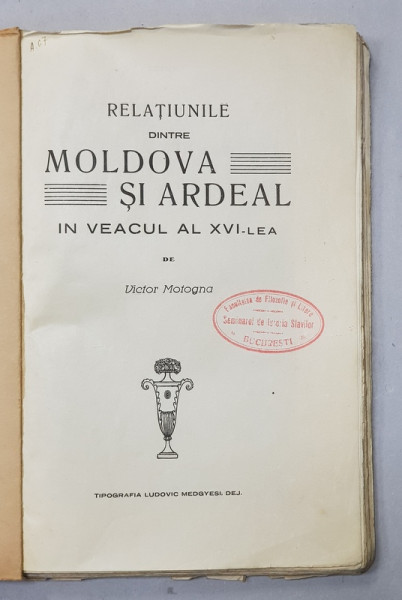 A.C.7
RELAȚIUNILE
DINTRE
MOLDOVA
ȘI ARDEAL
IN VEACUL AL XVI-LEA
DE
Victor Motogna
Facultatea de Filosofie și Litere
Seminarul de Istoria Slavilor
BUCUREȘTI
TIPOGRAFIA LUDOVIC MEDGYESI, DEJ.